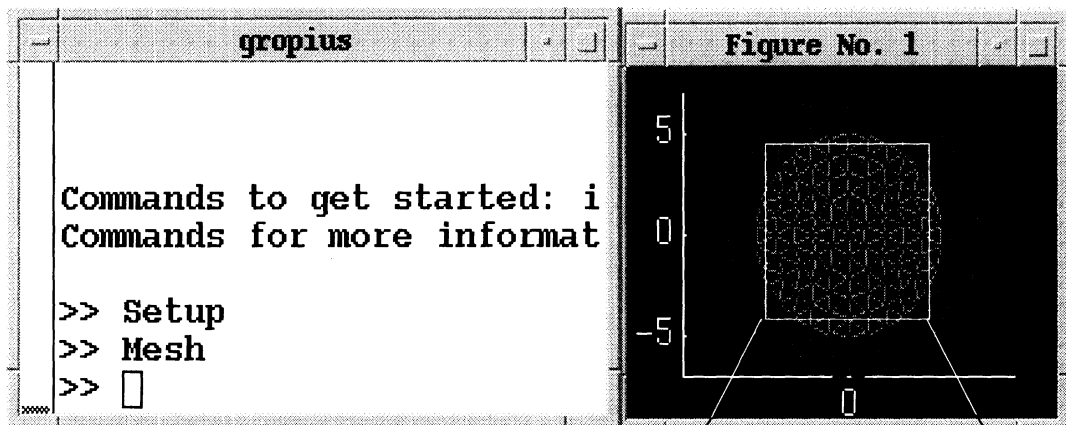 gropius
Commands to get started: i
Commands for more informat
>> Setup
>> Mesh
>>
Figure No. 1
5
0
-5
0